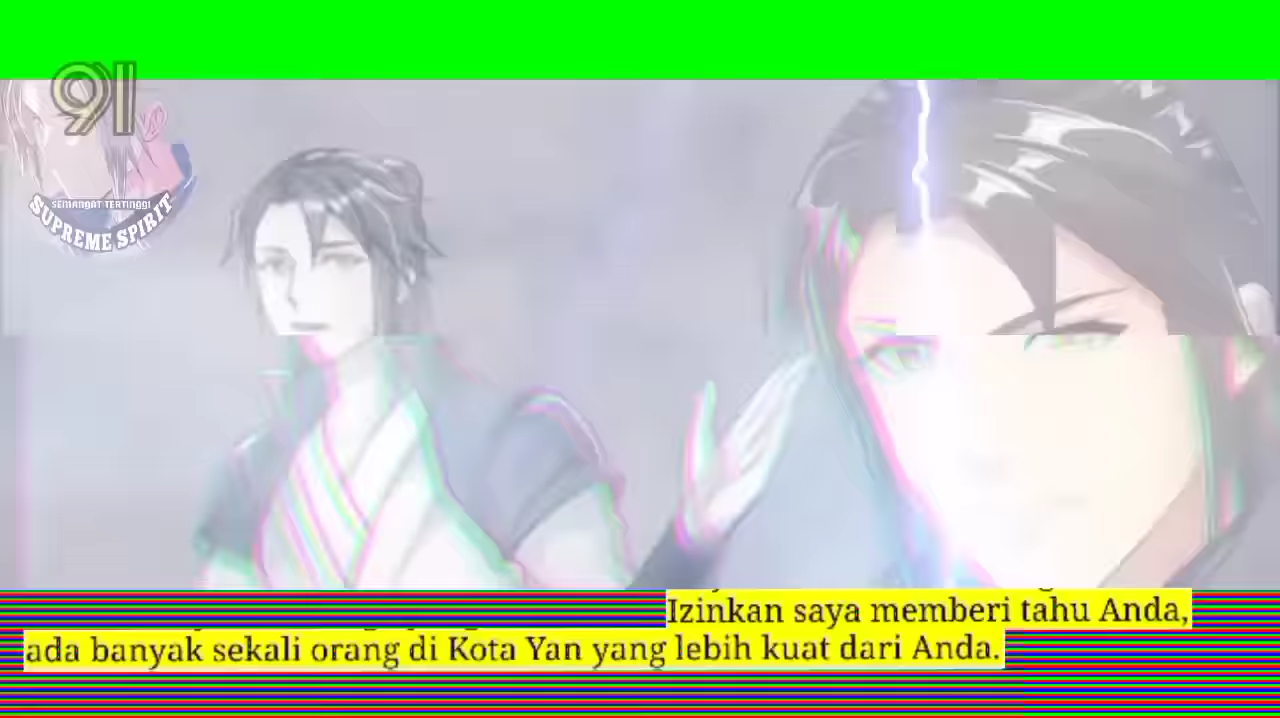 91
SEMANGAT TERTINGGI
SUPREME SPIRIT
Izinkan saya memberi tahu Anda,
ada banyak sekali orang di Kota Yan yang lebih kuat dari Anda.